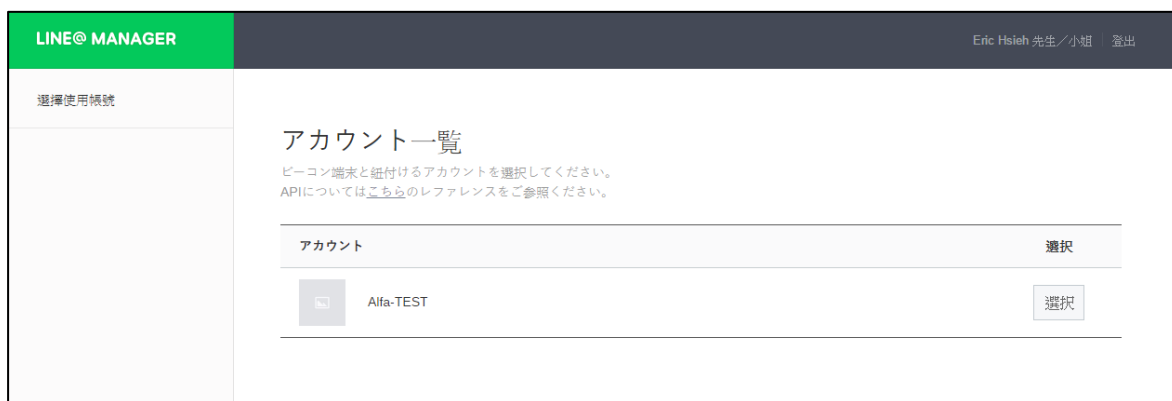 LINE@ MANAGER
Eric Hsieh 先生／小姐 登出
選擇使用帳號
アカウント一覧
ビーコン端末と紐付けるアカウントを選択してください。
APIについてはこちらのレファレンスをご参照ください。
アカウント 選択
Alfa-TEST 選択